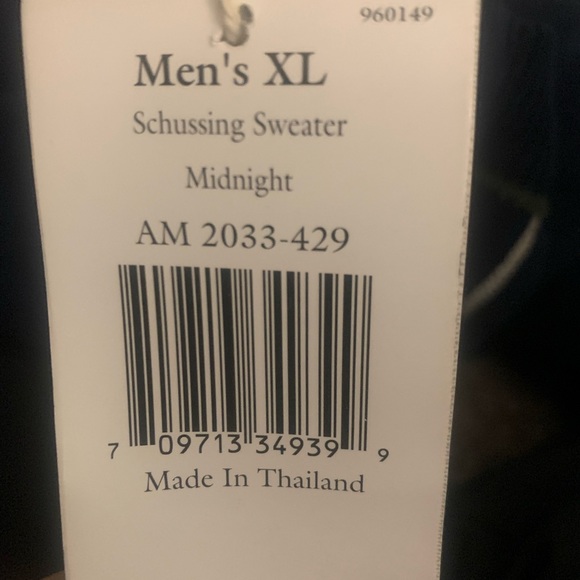 960149
Men's XL
Schussing Sweater
Midnight
AM 2033-429
7 09713 34939 9
Made In Thailand